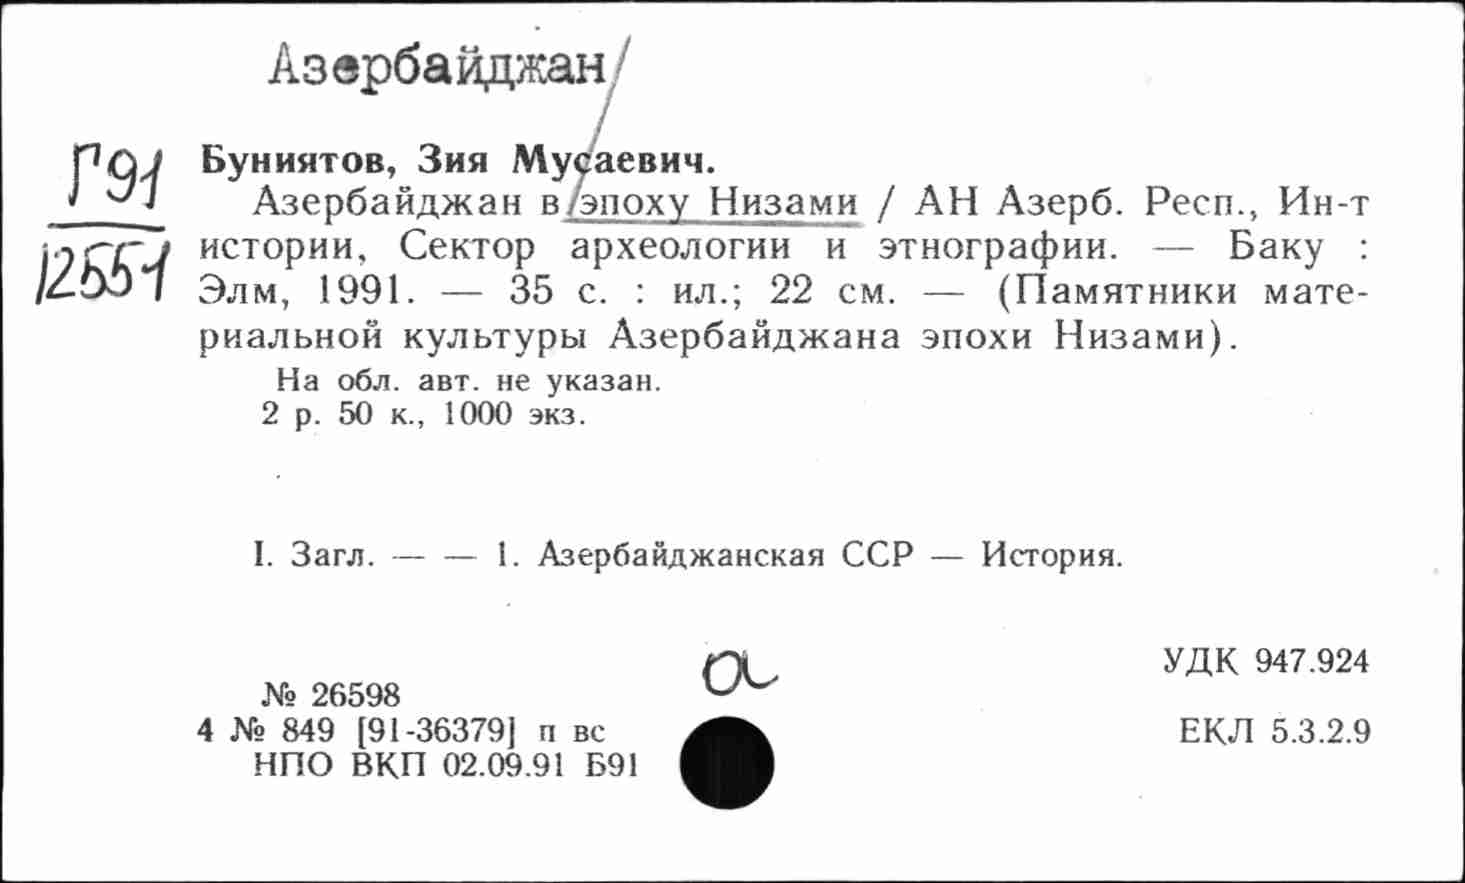 Азербайджан/
Г91
12551
Буниятов, Зия Мусаевич.
Азербайджан в эпоху Низами / АН Азерб. Респ., Ин-т
истории, Сектор археологии и этнографии. — Баку :
Элм, 1991. — 35 с. : ил.; 22 см. — (Памятники мате-
риальной культуры Азербайджана эпохи Низами).
На обл. авт. не указан.
2 р. 50 к., 1000 экз.
I. Загл. — — 1. Азербайджанская ССР — История.
а
УДК 947.924
№ 26598
4 № 849 [91-36379] п вс
ЕКЛ 5.3.2.9
НПО ВКП 02.09.91 Б91